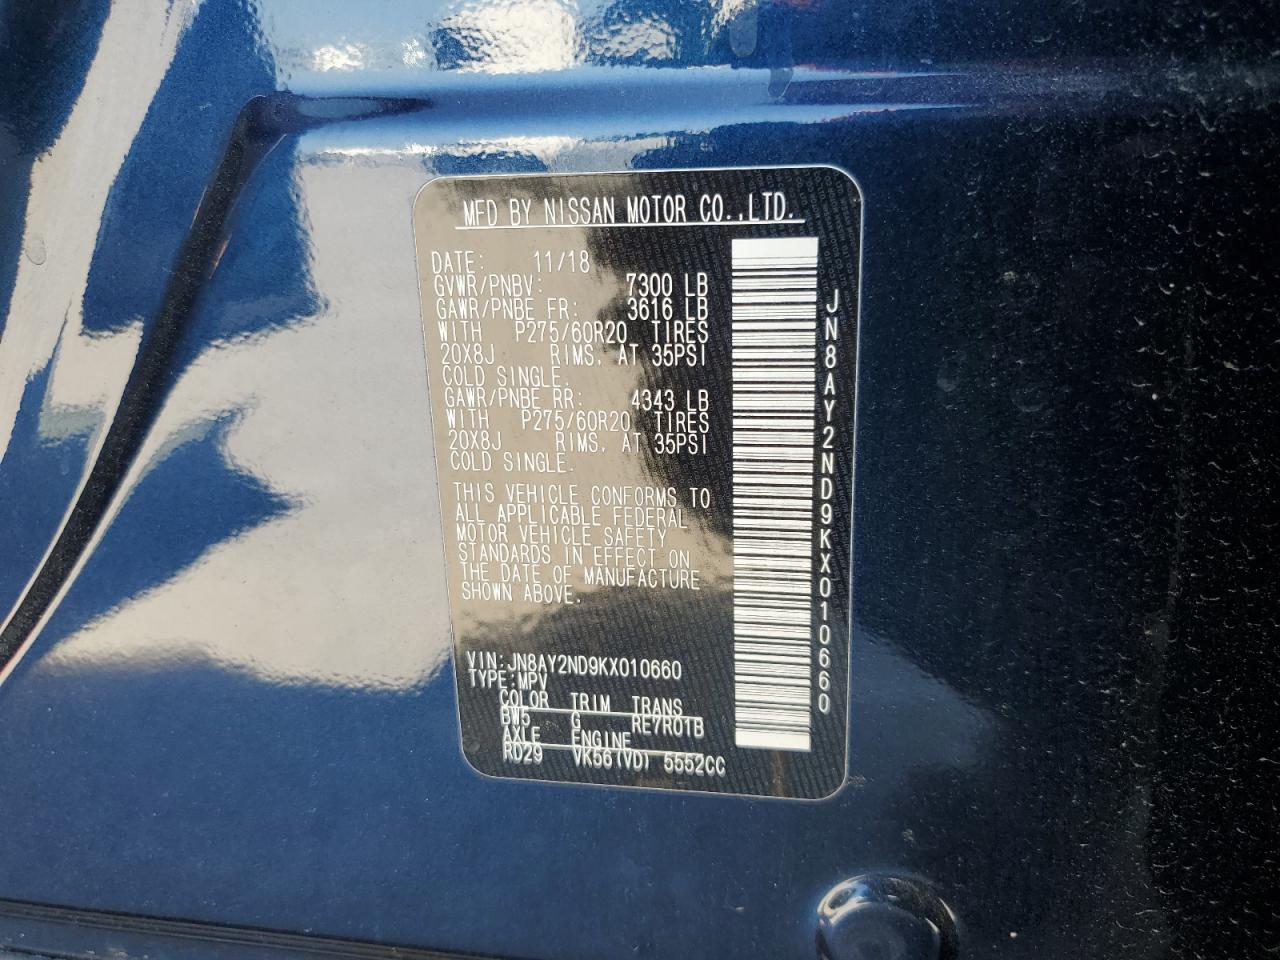 MFD BY NISSAN MOTOR CO.,LTD.
DATE: 11/18
GVWR/PNBV: 7300 LB
GAWR/PNBE FR: 3616 LB
WITH P275/60R20 TIRES
20X8J RIMS, AT 35PSI
COLD SINGLE.
GAWR/PNBE RR: 4343 LB
WITH P275/60R20 TIRES
20X8J RIMS, AT 35PSI
COLD SINGLE.
THIS VEHICLE CONFORMS TO
ALL APPLICABLE FEDERAL
MOTOR VEHICLE SAFETY
STANDARDS IN EFFECT ON
THE DATE OF MANUFACTURE
SHOWN ABOVE.
VIN:JN8AY2ND9KX010660
TYPE:MPV
COLOR TRIM TRANS
BW5 G RE7R01B
AXLE ENGINE
RD29 VK56(VD) 5552CC
JN8AY2ND9KX010660